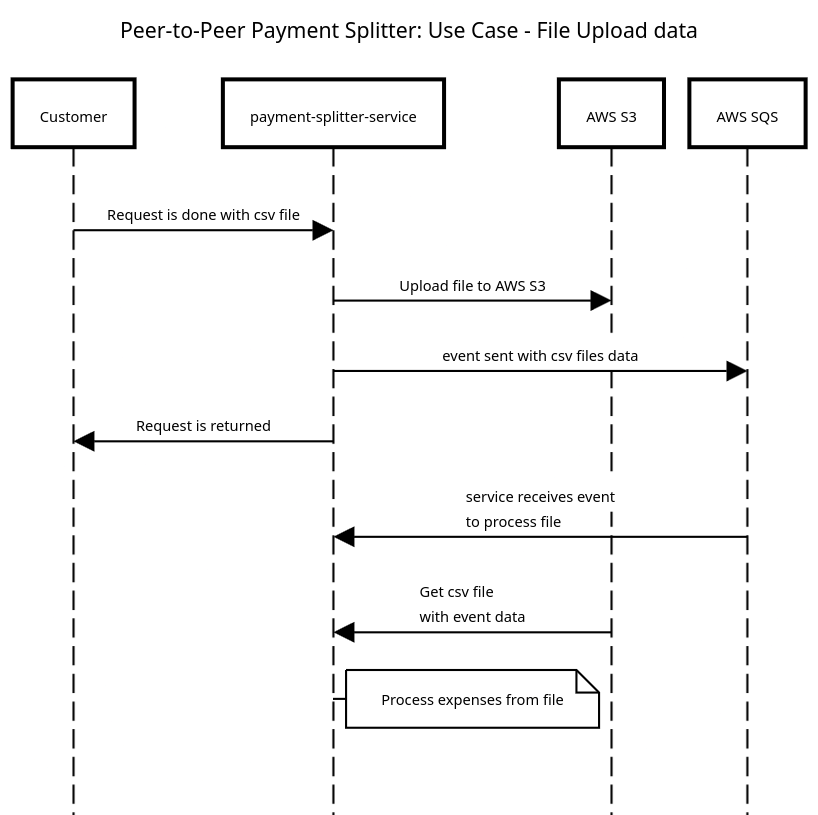 Peer-to-Peer Payment Splitter: Use Case - File Upload data
Customer
payment-splitter-service
AWS S3
AWS SQS
Request is done with csv file
Upload file to AWS S3
event sent with csv files data
Request is returned
service receives event
to process file
Get csv file
with event data
Process expenses from file